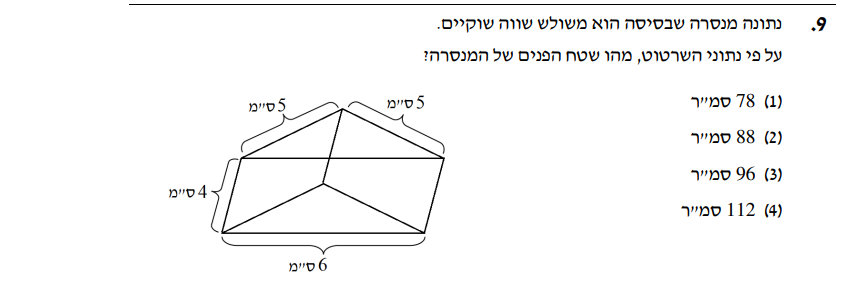 9. נתונה מנסרה שבסיסה הוא משולש שווה שוקיים.
על פי נתוני השרטוט, מהו שטח הפנים של המנסרה?
(1) 78 סמ״ר
(2) 88 סמ״ר
(3) 96 סמ״ר
(4) 112 סמ״ר
5 ס״מ
5 ס״מ
4 ס״מ
6 ס״מ